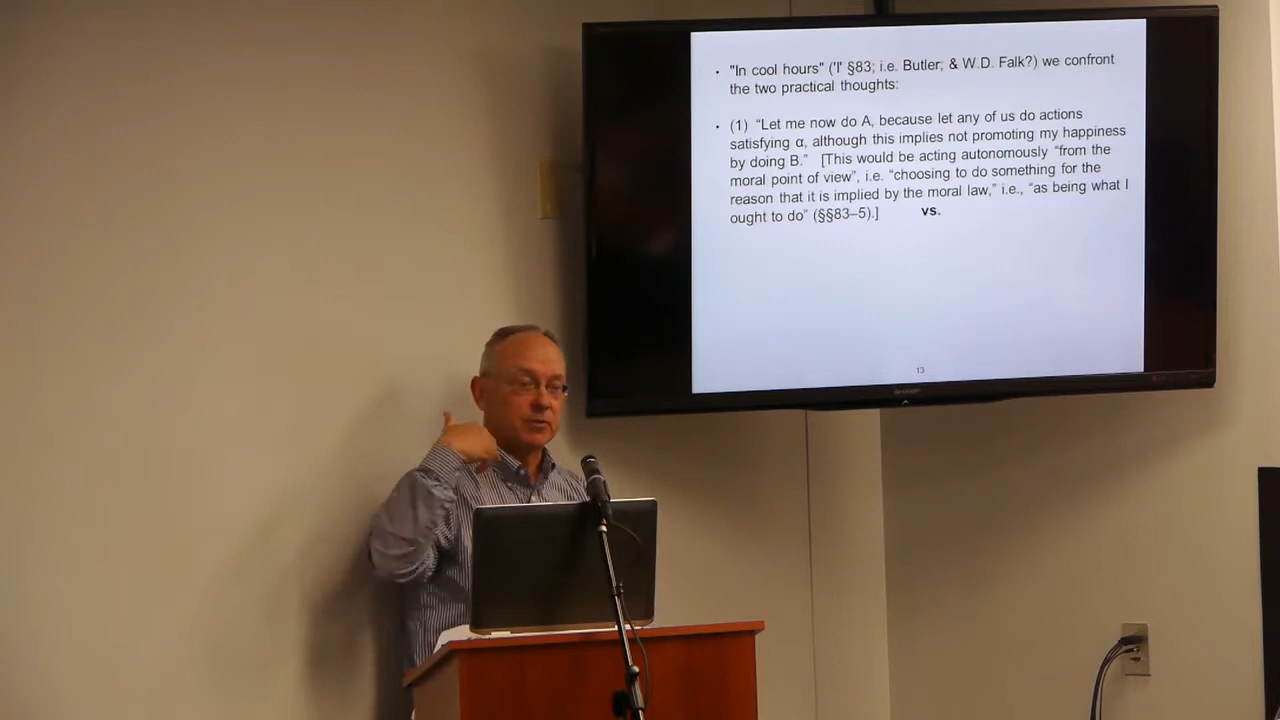 • "In cool hours" ('I' §83; i.e. Butler; & W.D. Falk?) we confront
the two practical thoughts:
• (1) “Let me now do A, because let any of us do actions
satisfying α, although this implies not promoting my happiness
by doing B.” [This would be acting autonomously “from the
moral point of view”, i.e. “choosing to do something for the
reason that it is implied by the moral law,” i.e., “as being what I
ought to do” (§§83–5).] vs.
13
SHARP